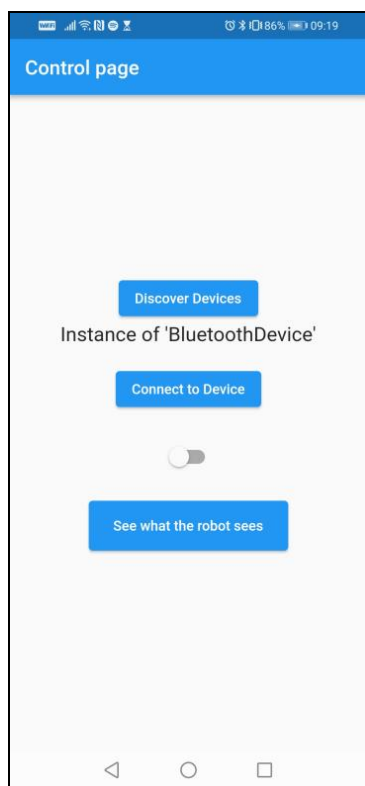 86% 09:19
Control page
Discover Devices
Instance of 'BluetoothDevice'
Connect to Device
See what the robot sees